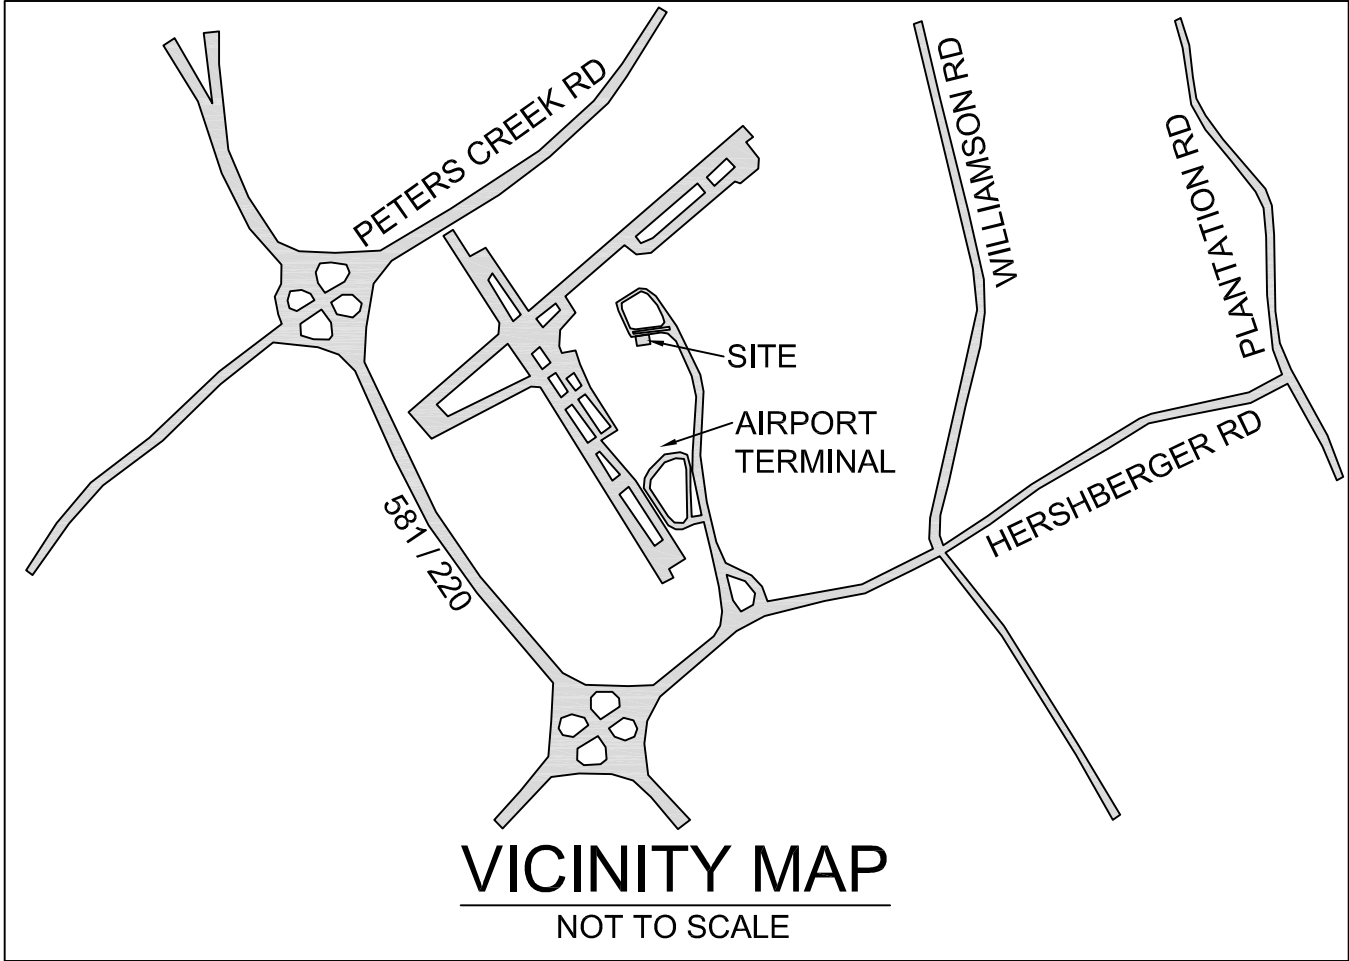 PETERS CREEK RD
WILLIAMSON RD
PLANTATION RD
SITE
AIRPORT
TERMINAL
HERSHBERGER RD
581 / 220
VICINITY MAP
NOT TO SCALE